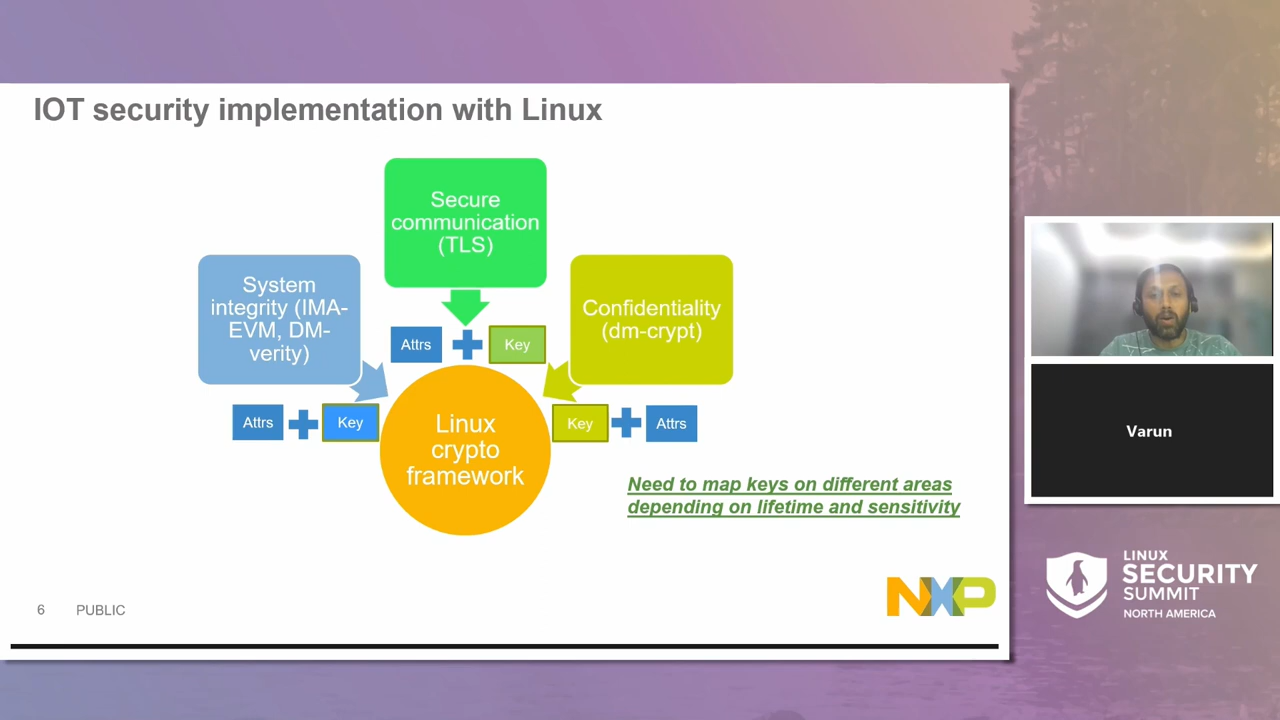 IOT security implementation with Linux
Secure
communication
(TLS)
System
integrity (IMA-
EVM, DM-
verity)
Confidentiality
(dm-crypt)
Attrs
Key
Attrs
Key
Key
Attrs
Linux
crypto
framework
Need to map keys on different areas
depending on lifetime and sensitivity
NXP
6
PUBLIC
Varun
LINUX
SECURITY
SUMMIT
NORTH AMERICA